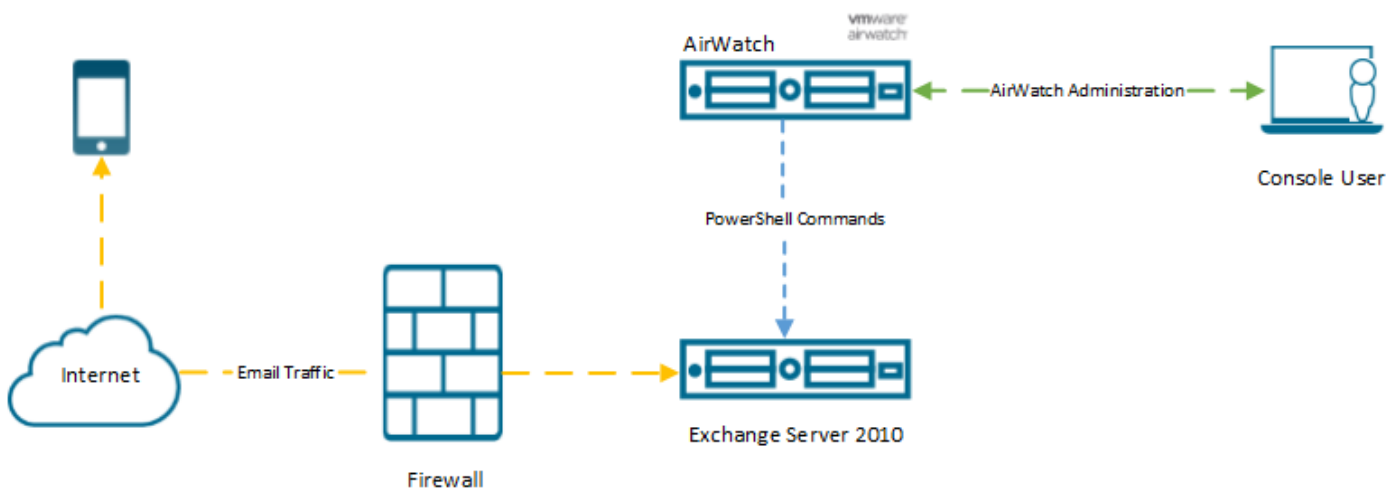 vmware
airwatch
AirWatch
AirWatch Administration
Console User
PowerShell Commands
Internet
Email Traffic
Exchange Server 2010
Firewall